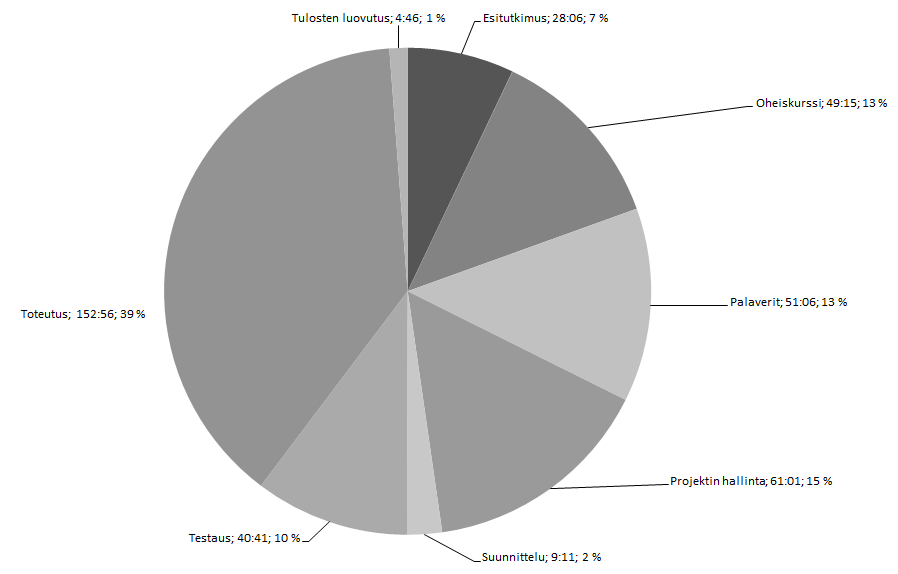 Tulosten luovutus; 4:46; 1 %
Esitutkimus; 28:06; 7 %
Oheiskurssi; 49:15; 13 %
Palaverit; 51:06; 13 %
Toteutus; 152:56; 39 %
Projektin hallinta; 61:01; 15 %
Testaus; 40:41; 10 %
Suunnittelu; 9:11; 2 %